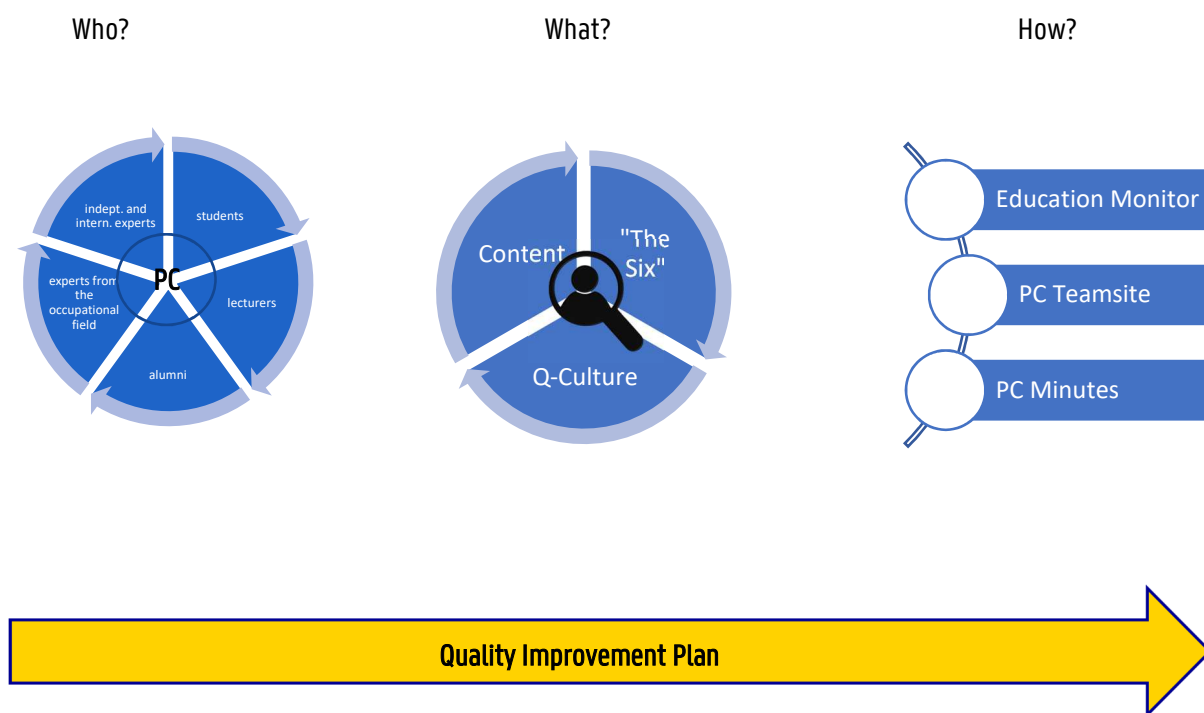 Who?
What?
How?
indept. and
intern. experts
students
experts from
the
occupational
field
PC
lecturers
alumni
Content
"The
Six"
Q-Culture
Education Monitor
PC Teamsite
PC Minutes
Quality Improvement Plan